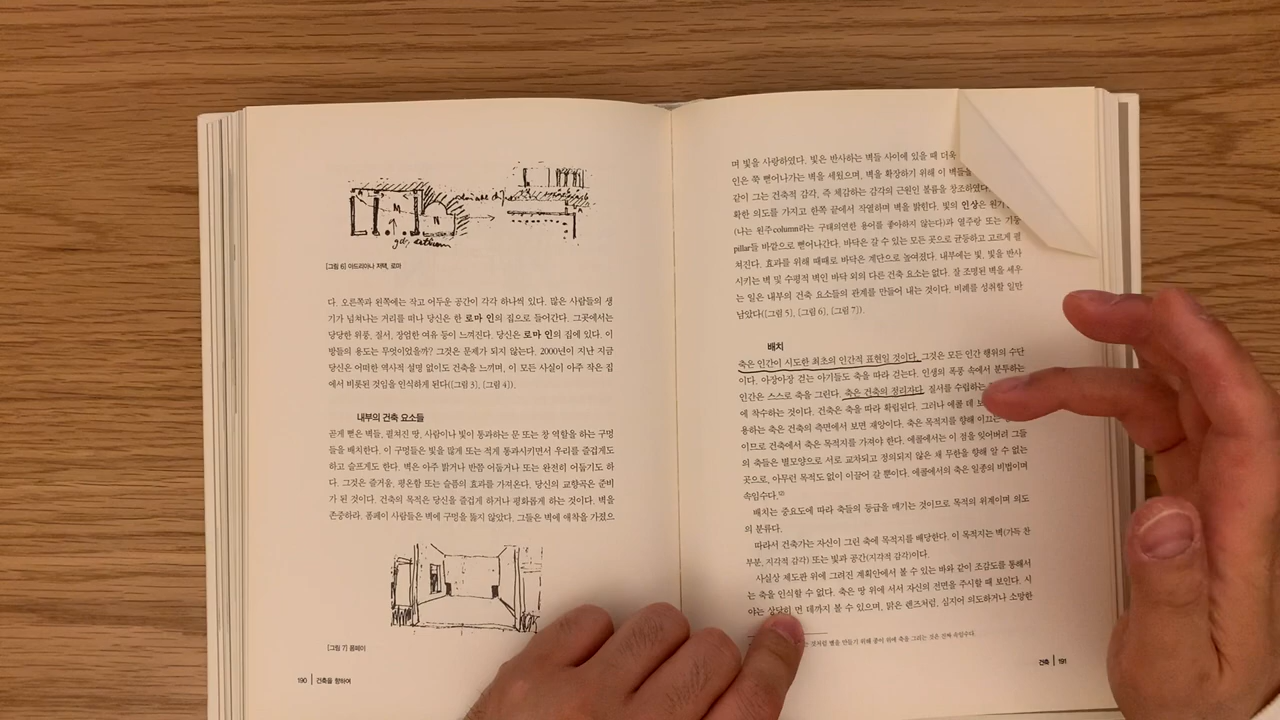 [그림 6] 아드리아나 저택, 로마
다. 오른쪽과 왼쪽에는 작고 어두운 공간이 각각 하나씩 있다. 많은 사람들의 생
기가 넘쳐나는 거리를 떠나 당신은 한 로마 인의 집으로 들어간다. 그곳에서는
당당한 위풍, 질서, 장엄한 여유 등이 느껴진다. 당신은 로마 인의 집에 있다. 이
방들의 용도는 무엇이었을까? 그것은 문제가 되지 않는다. 2000년이 지난 지금
당신은 어떠한 역사적 설명 없이도 건축을 느끼며, 이 모든 사실이 아주 작은 집
에서 비롯된 것임을 인식하게 된다([그림 3], [그림 4]).
내부의 건축 요소들
곧게 뻗은 벽들, 펼쳐진 땅, 사람이나 빛이 통과하는 문 또는 창 역할을 하는 구멍
들을 배치한다. 이 구멍들은 빛을 많게 또는 적게 통과시키면서 우리를 즐겁게도
하고 슬프게도 한다. 벽은 아주 밝거나 반쯤 어둡거나 또는 완전히 어둡기도 하
다. 그것은 즐거움, 평온함 또는 슬픔의 효과를 가져온다. 당신의 교향곡은 준비
가 된 것이다. 건축의 목적은 당신을 즐겁게 하거나 평화롭게 하는 것이다. 벽을
존중하라. 폼페이 사람들은 벽에 구멍을 뚫지 않았다. 그들은 벽에 애착을 가졌으
[그림 7] 폼페이
190 건축을 향하여
며 빛을 사랑하였다. 빛은 반사하는 벽들 사이에 있을 때 더욱
인은 쭉 뻗어나가는 벽을 세웠으며, 벽을 확장하기 위해 이 벽들을
같이 그는 건축적 감각, 즉 체감하는 감각의 근원인 볼륨을 창조하였다.
확한 의도를 가지고 한쪽 끝에서 작열하며 벽을 밝힌다. 빛의 인상은
(나는 원주column라는 구태의연한 용어를 좋아하지 않는다)과 열주랑 또는 기둥
pillar들 바깥으로 뻗어나간다. 바닥은 갈 수 있는 모든 곳으로 균등하고 고르게 펼
쳐진다. 효과를 위해 때때로 바닥은 계단으로 높여졌다. 내부에는 빛, 빛을 반사
시키는 벽 및 수평적 벽인 바닥 외의 다른 건축 요소는 없다. 잘 조명된 벽을 세우
는 일은 내부의 건축 요소들의 관계를 만들어 내는 것이다. 비례를 성취할 일만
남았다([그림 5], [그림 6], [그림 7]).
배치
축은 인간이 시도한 최초의 인간적 표현일 것이다. 그것은 모든 인간 행위의 수단
이다. 아장아장 걷는 아기들도 축을 따라 걷는다. 인생의 폭풍 속에서 분투하는
인간은 스스로 축을 그린다. 축은 건축의 정리자다. 질서를 수립하는
에 착수하는 것이다. 건축은 축을 따라 확립된다. 그러나 에콜 데
용하는 축은 건축의 측면에서 보면 재앙이다. 축은 목적지를 향해 이끄는
이므로 건축에서 축은 목적지를 가져야 한다. 에콜에서는 이 점을 잊어버려 그들
의 축들은 별모양으로 서로 교차되고 정의되지 않은 채 무한을 향해 알 수 없는
곳으로, 아무런 목적도 없이 이끌어 갈 뿐이다. 에콜에서의 축은 일종의 비법이며
속임수다.
배치는 중요도에 따라 축들의 등급을 매기는 것이므로 목적의 위계이며 의도
의 분류다.
따라서 건축가는 자신이 그린 축에 목적지를 배당한다. 이 목적지는 벽(가득 찬
부분, 지각적 감각) 또는 빛과 공간(지각적 감각)이다.
사실상 제도판 위에 그려진 계획안에서 볼 수 있는 바와 같이 조감도를 통해서
는 축을 인식할 수 없다. 축은 땅 위에 서서 자신의 전면을 주시할 때 보인다. 시
야는 상당히 먼 데까지 볼 수 있으며, 맑은 렌즈처럼, 심지어 의도하거나 소망한
것처럼 별을 만들기 위해 종이 위에 축을 그리는 것은 진짜 속임수다.
건축 191